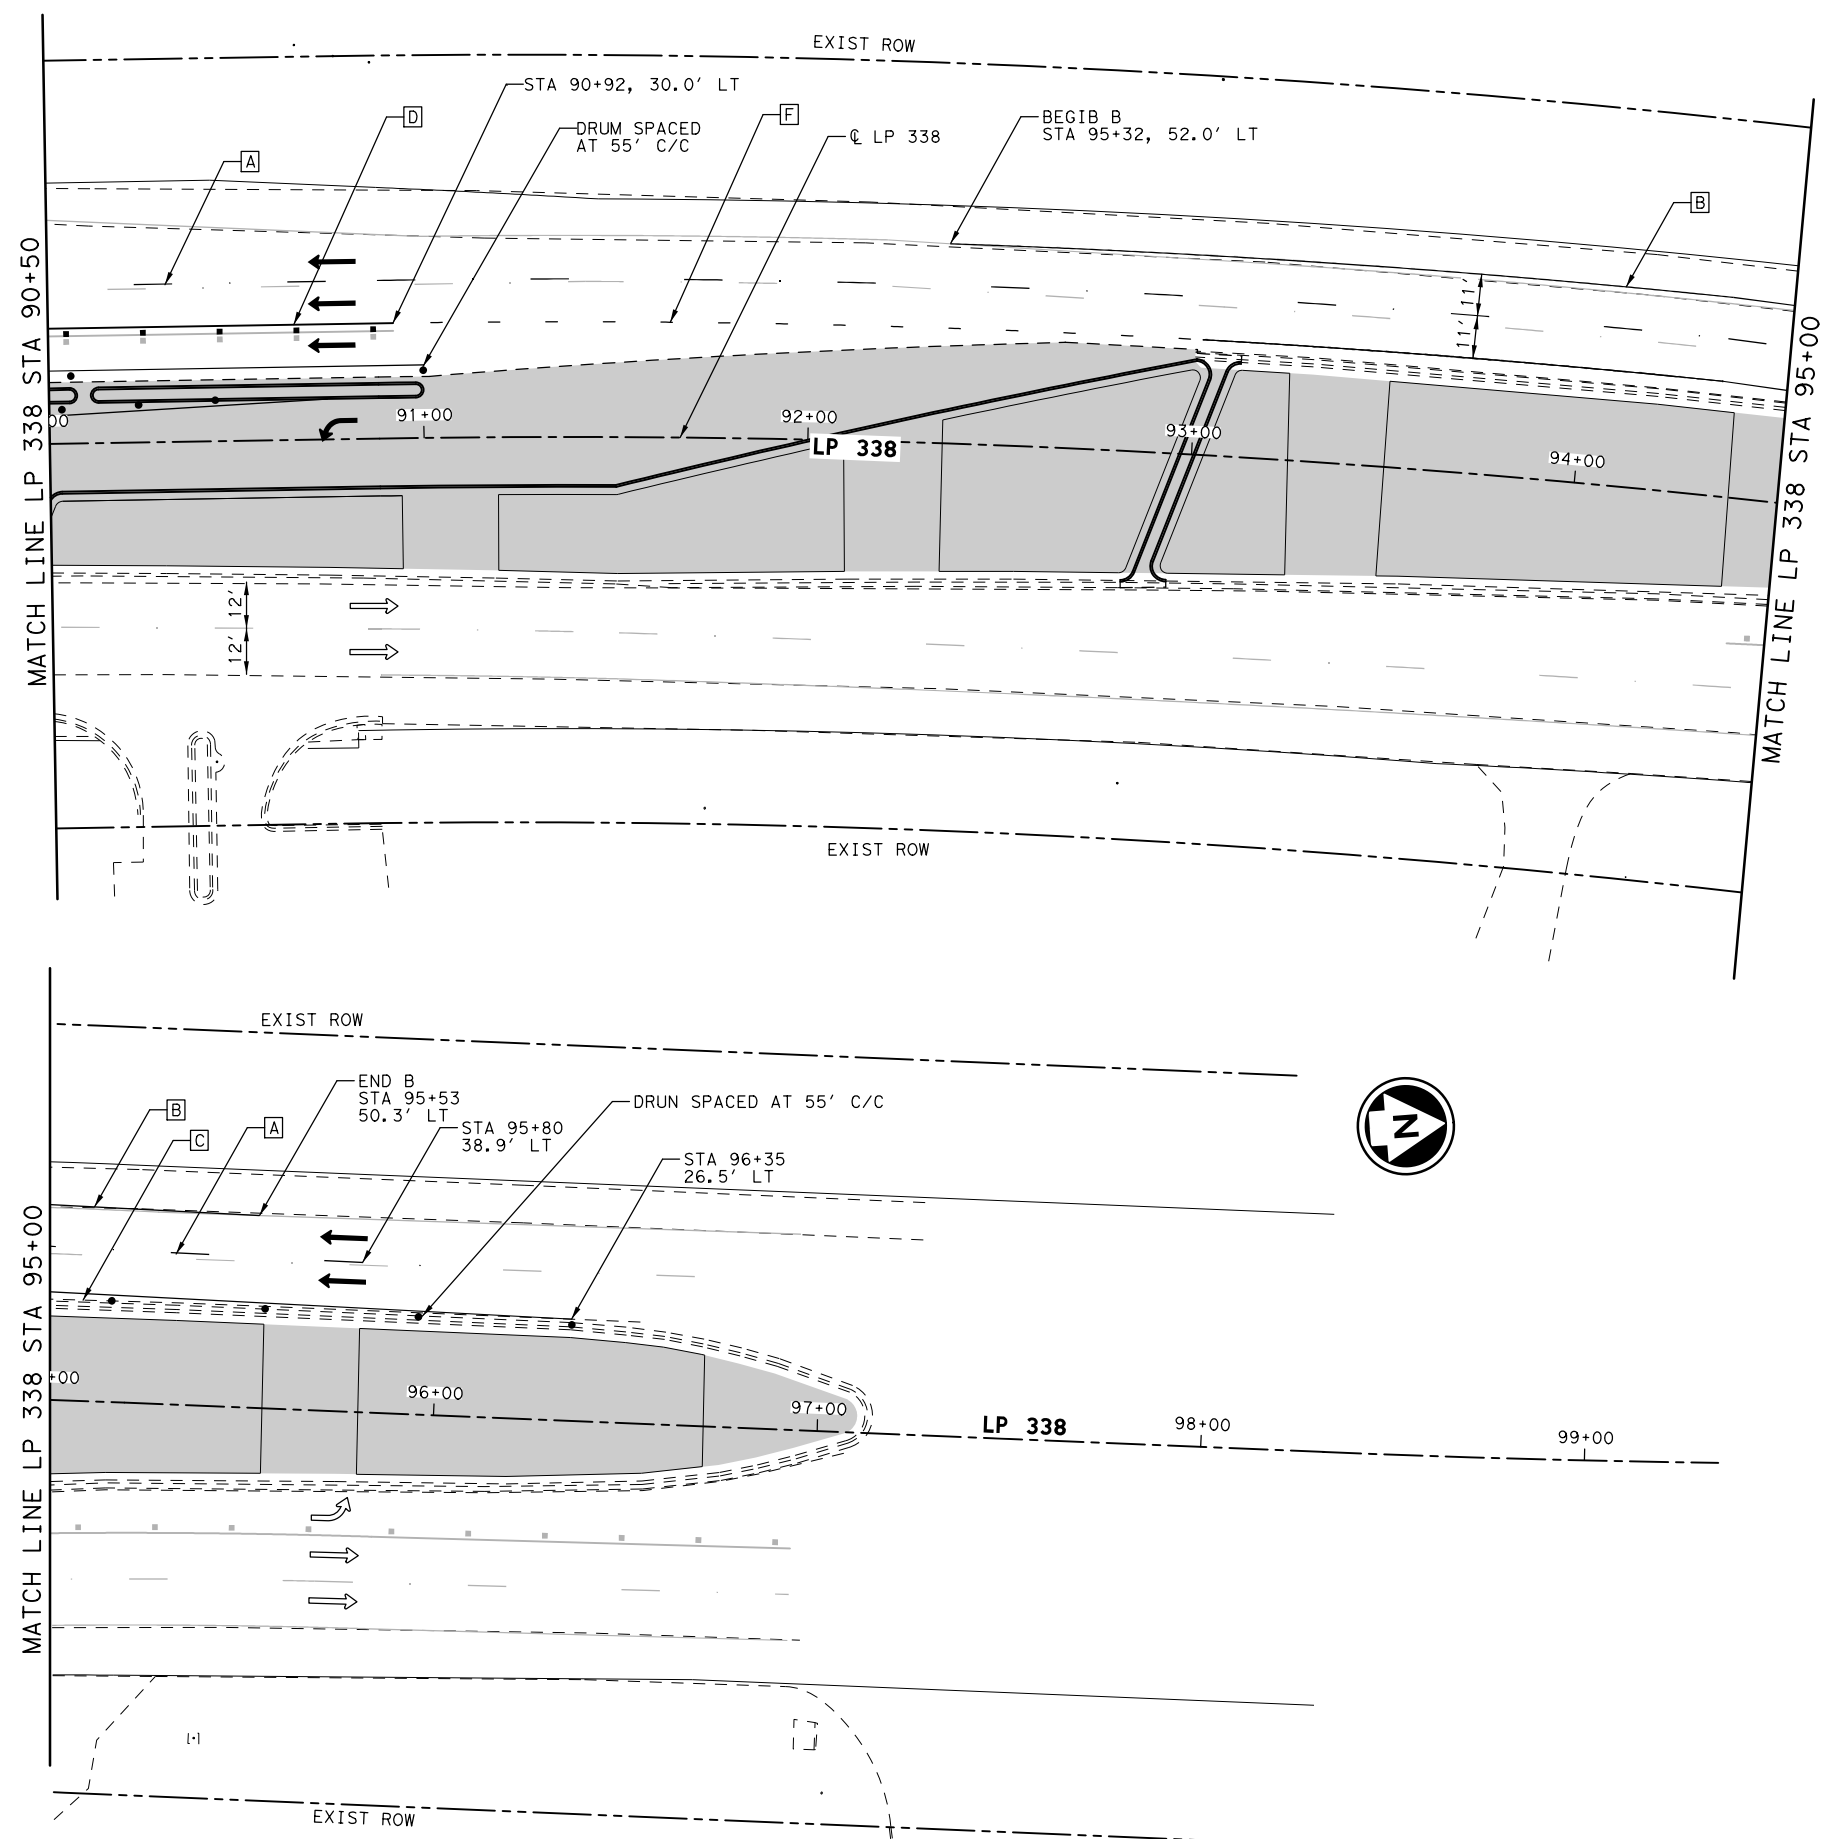 EXIST ROW
STA 90+92, 30.0' LT
D
F
DRUM SPACED
AT 55' C/C
℄ LP 338
BEGIB B
STA 95+32, 52.0' LT
A
B
MATCH LINE LP 338 STA 90+50
MATCH LINE LP 338 STA 95+00
11'
11'
00
91+00
92+00
LP 338
93+00
94+00
12'
12'
EXIST ROW
EXIST ROW
END B
STA 95+53
50.3' LT
B
C
A
STA 95+80
38.9' LT
DRUN SPACED AT 55' C/C
STA 96+35
26.5' LT
N
MATCH LINE LP 338 STA 95+00
+00
96+00
97+00
LP 338
98+00
99+00
EXIST ROW